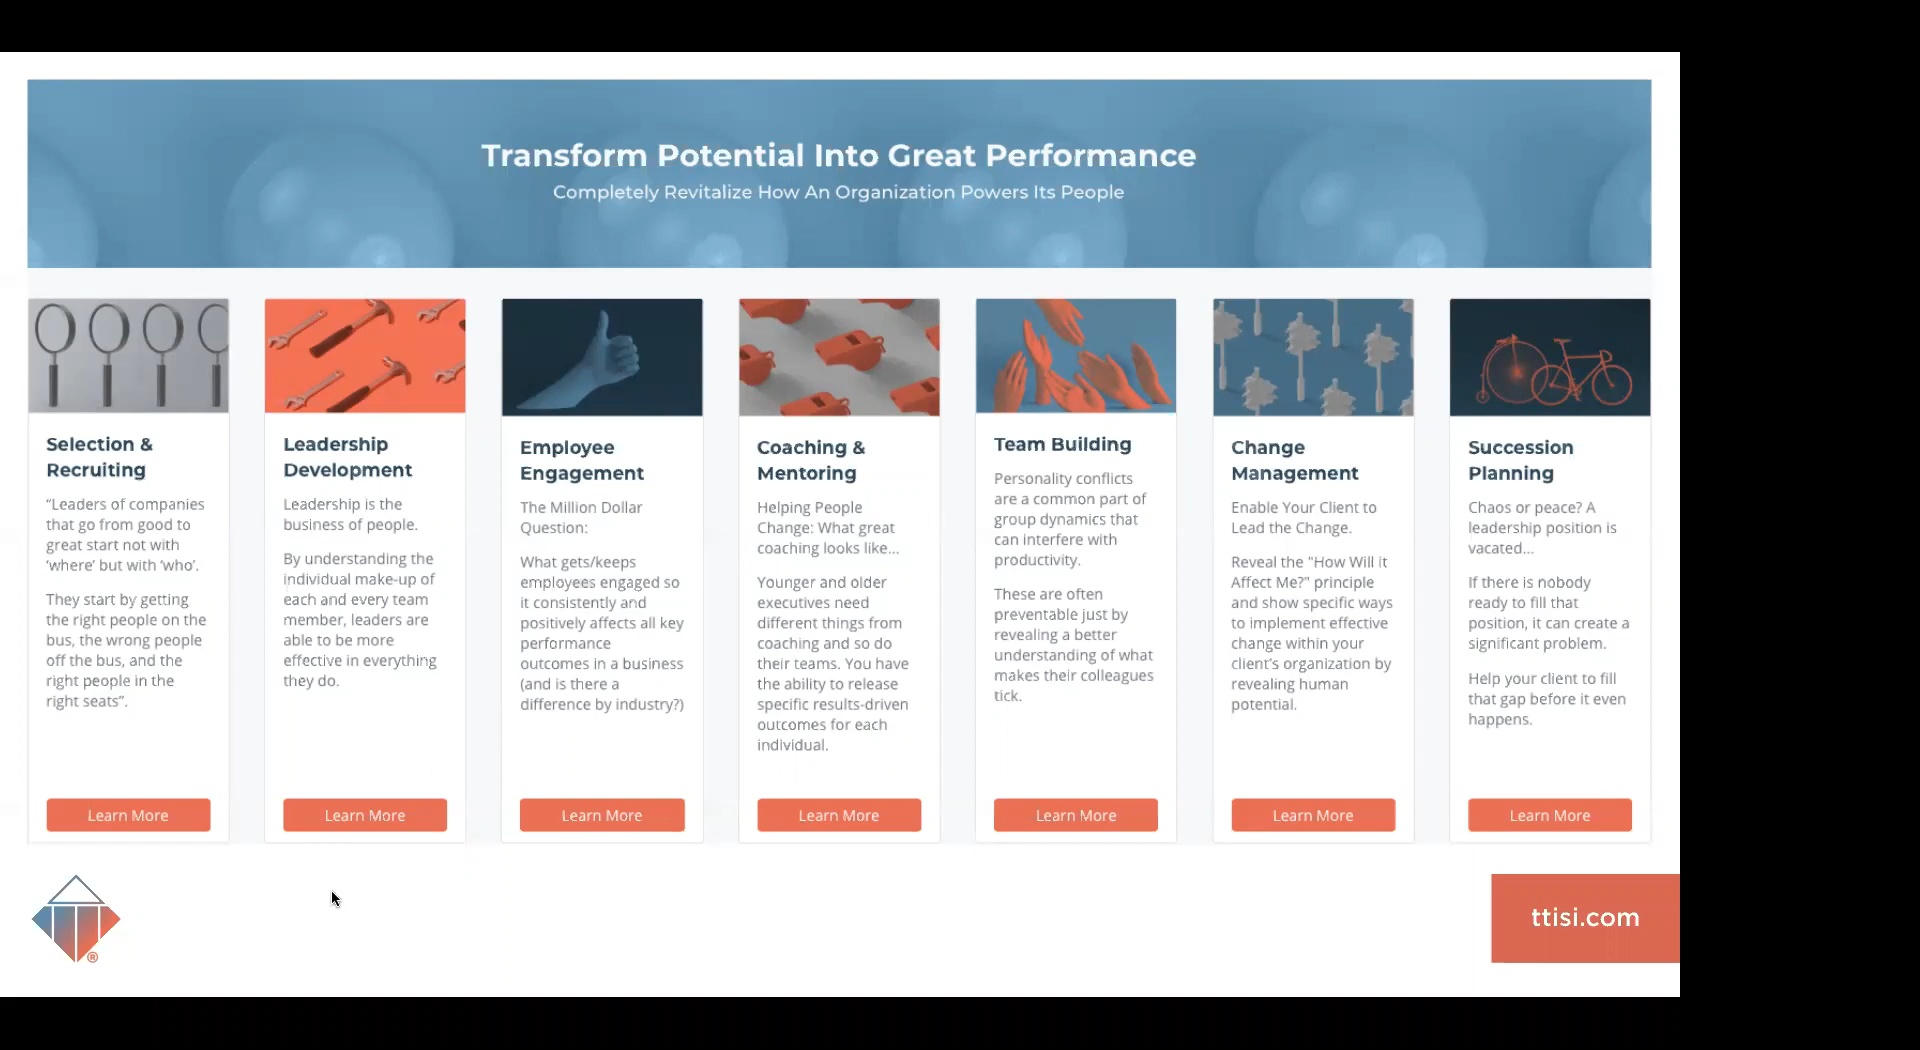 Transform Potential Into Great Performance
Completely Revitalize How An Organization Powers Its People
Selection &
Recruiting
“Leaders of companies
that go from good to
great start not with
‘where’ but with ‘who’.
They start by getting
the right people on the
bus, the wrong people
off the bus, and the
right people in the
right seats”.
Learn More
Leadership
Development
Leadership is the
business of people.
By understanding the
individual make-up of
each and every team
member, leaders are
able to be more
effective in everything
they do.
Learn More
Employee
Engagement
The Million Dollar
Question:
What gets/keeps
employees engaged so
it consistently and
positively affects all key
performance
outcomes in a business
(and is there a
difference by industry?)
Learn More
Coaching &
Mentoring
Helping People
Change: What great
coaching looks like...
Younger and older
executives need
different things from
coaching and so do
their teams. You have
the ability to release
specific results-driven
outcomes for each
individual.
Learn More
Team Building
Personality conflicts
are a common part of
group dynamics that
can interfere with
productivity.
These are often
preventable just by
revealing a better
understanding of what
makes their colleagues
tick.
Learn More
Change
Management
Enable Your Client to
Lead the Change.
Reveal the "How Will it
Affect Me?" principle
and show specific ways
to implement effective
change within your
client’s organization by
revealing human
potential.
Learn More
Succession
Planning
Chaos or peace? A
leadership position is
vacated...
If there is nobody
ready to fill that
position, it can create a
significant problem.
Help your client to fill
that gap before it even
happens.
Learn More
®
ttisi.com